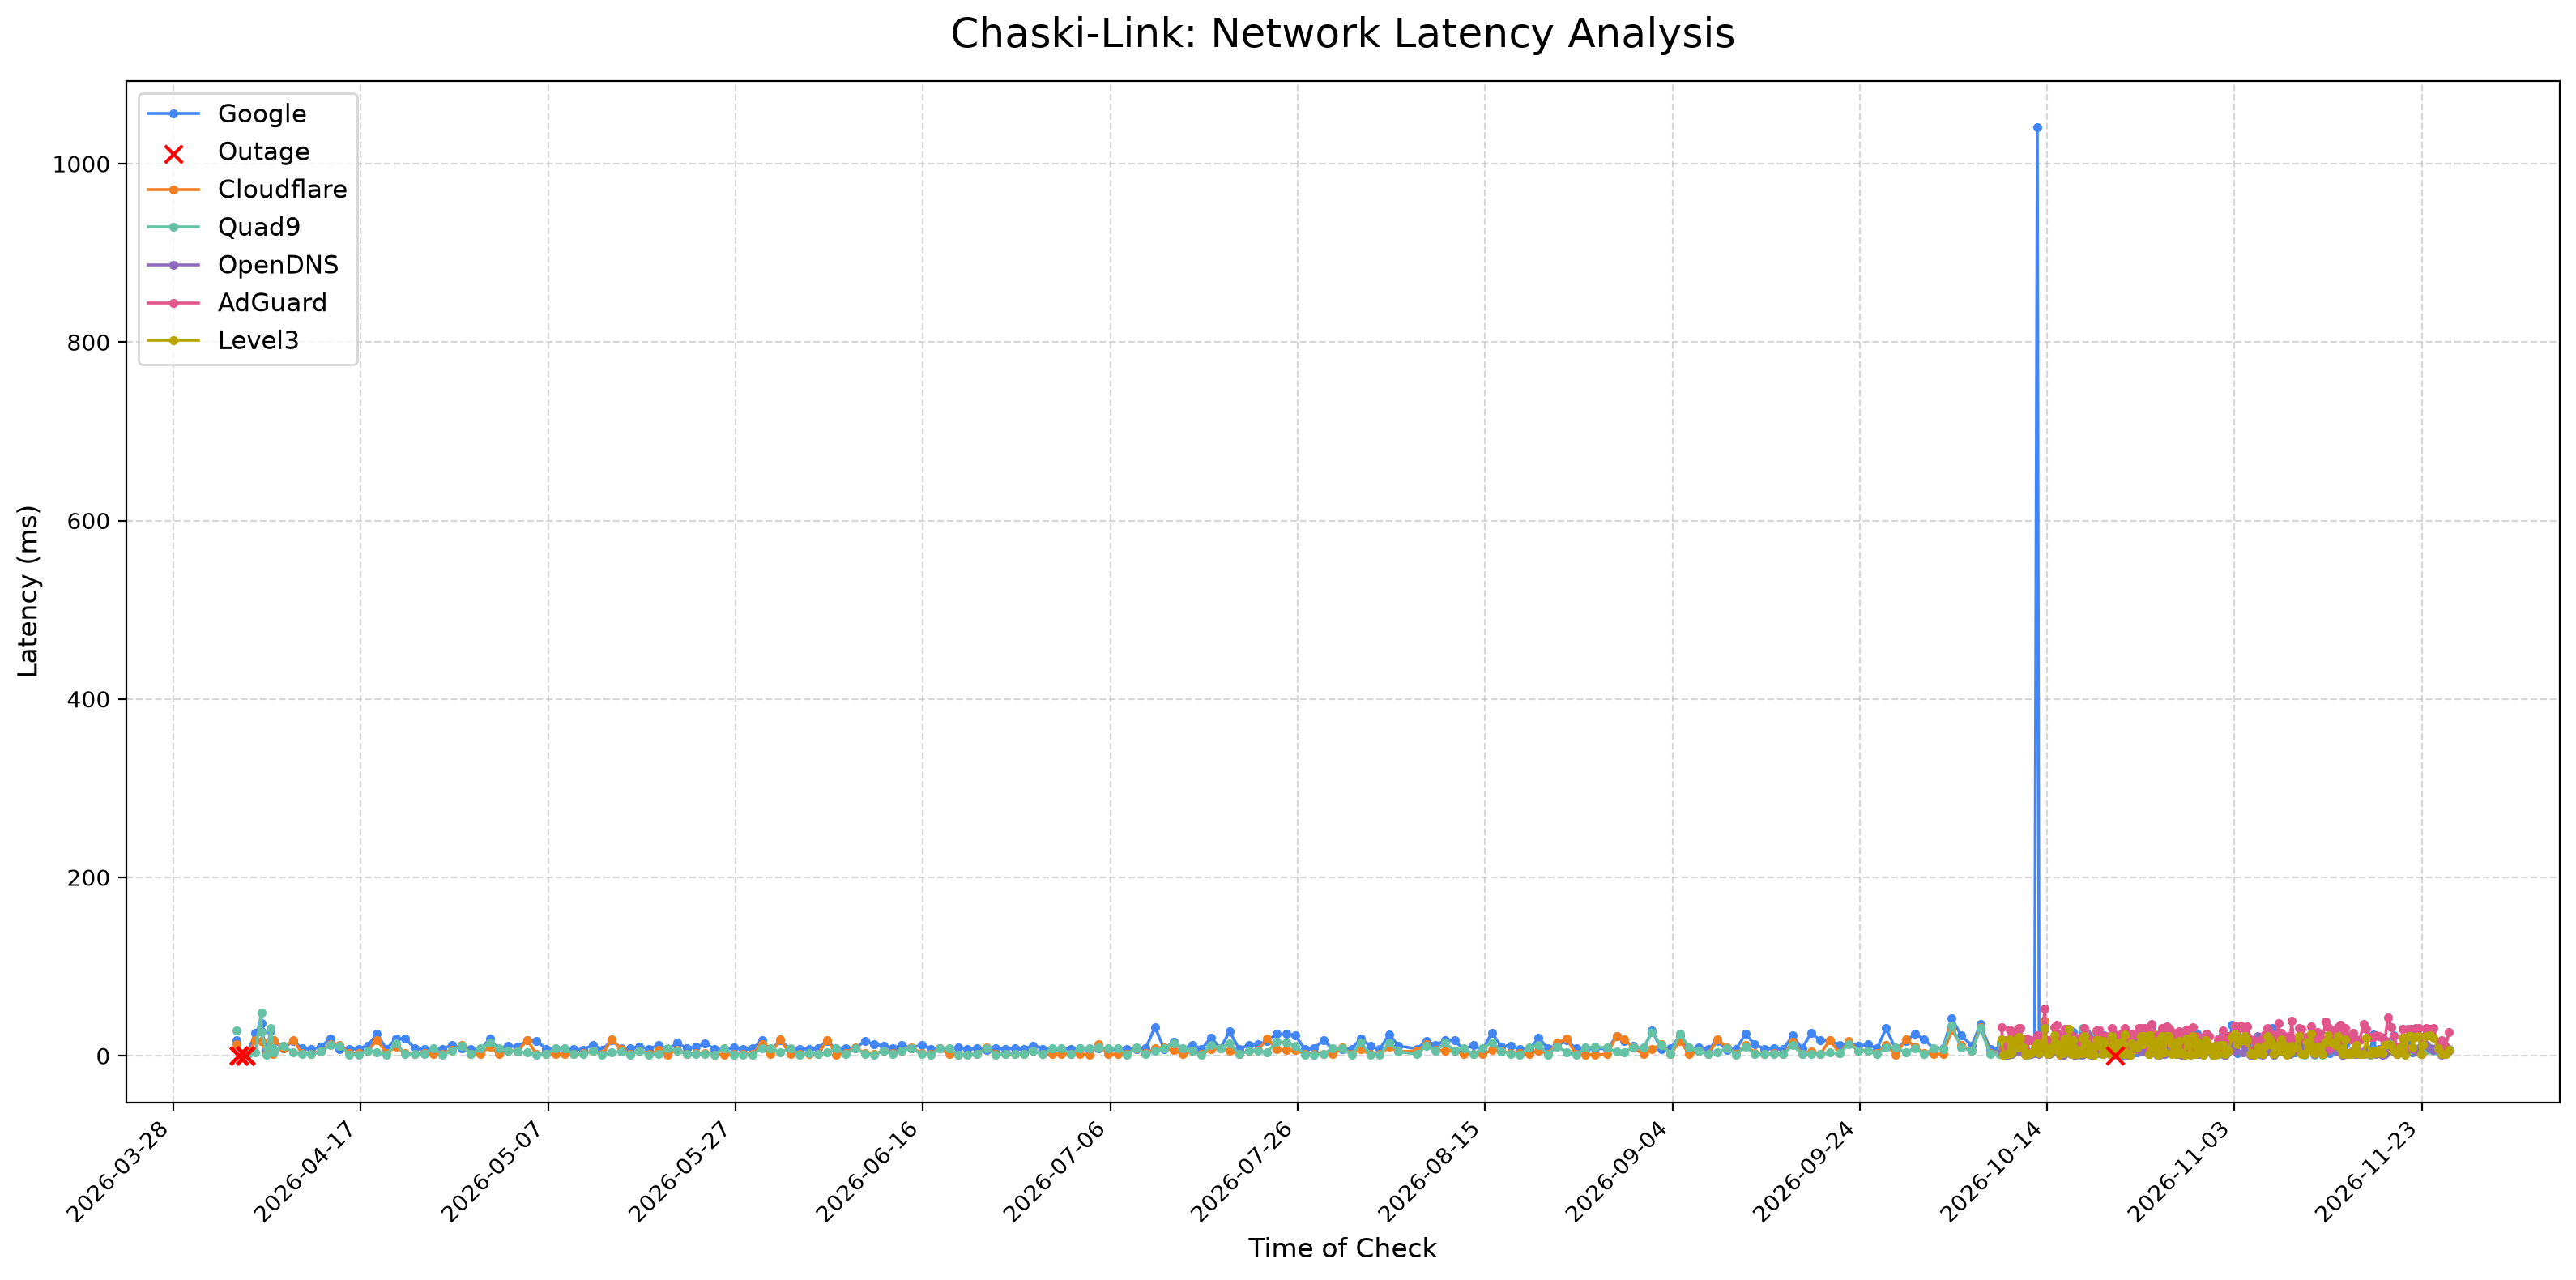 Chaski-Link: Network Latency Analysis
Google
Outage
Cloudflare
Quad9
OpenDNS
AdGuard
Level3
Latency (ms)
1000
800
600
400
200
0
2026-03-28
2026-04-17
2026-05-07
2026-05-27
2026-06-16
2026-07-06
2026-07-26
2026-08-15
2026-09-04
2026-09-24
2026-10-14
2026-11-03
2026-11-23
Time of Check